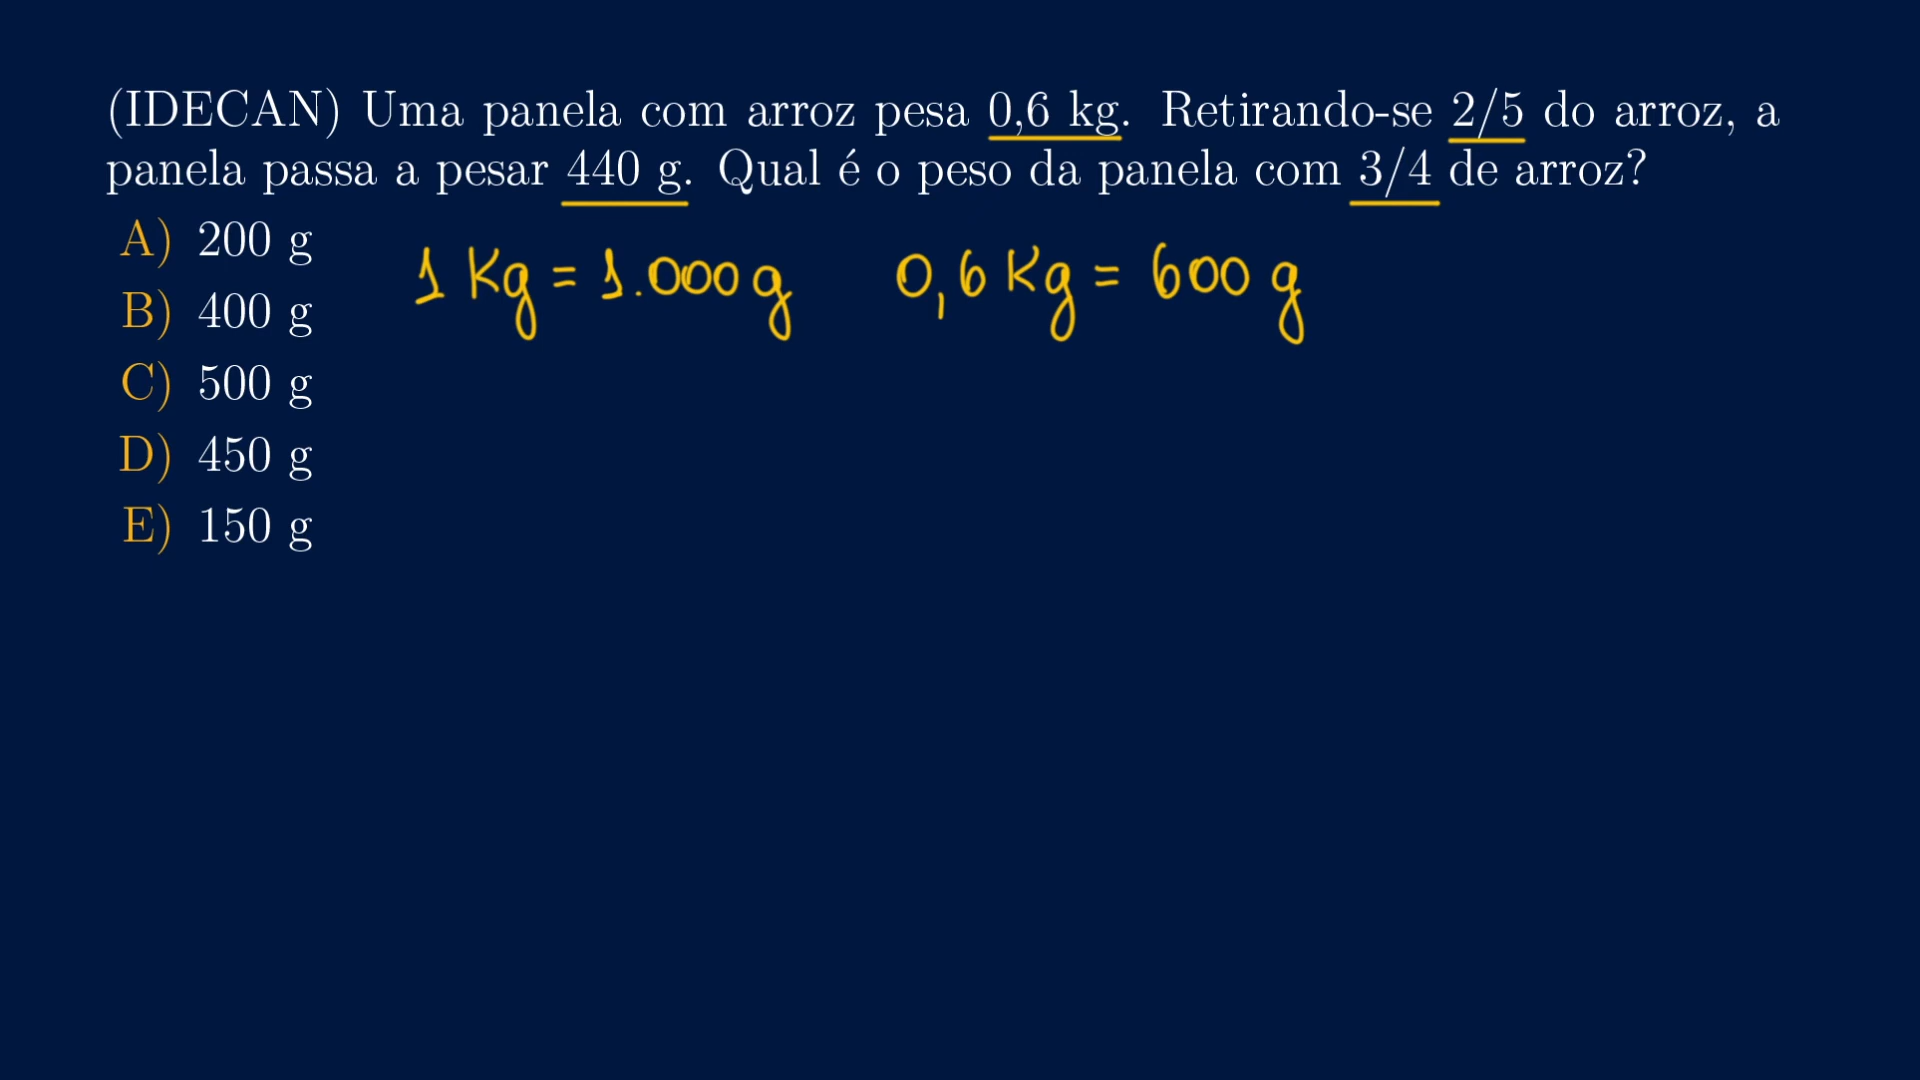 (IDECAN) Uma panela com arroz pesa 0,6 kg. Retirando-se 2/5 do arroz, a
panela passa a pesar 440 g. Qual é o peso da panela com 3/4 de arroz?
A) 200 g
1 Kg = 1.000 g 0,6 Kg = 600 g
B) 400 g
C) 500 g
D) 450 g
E) 150 g